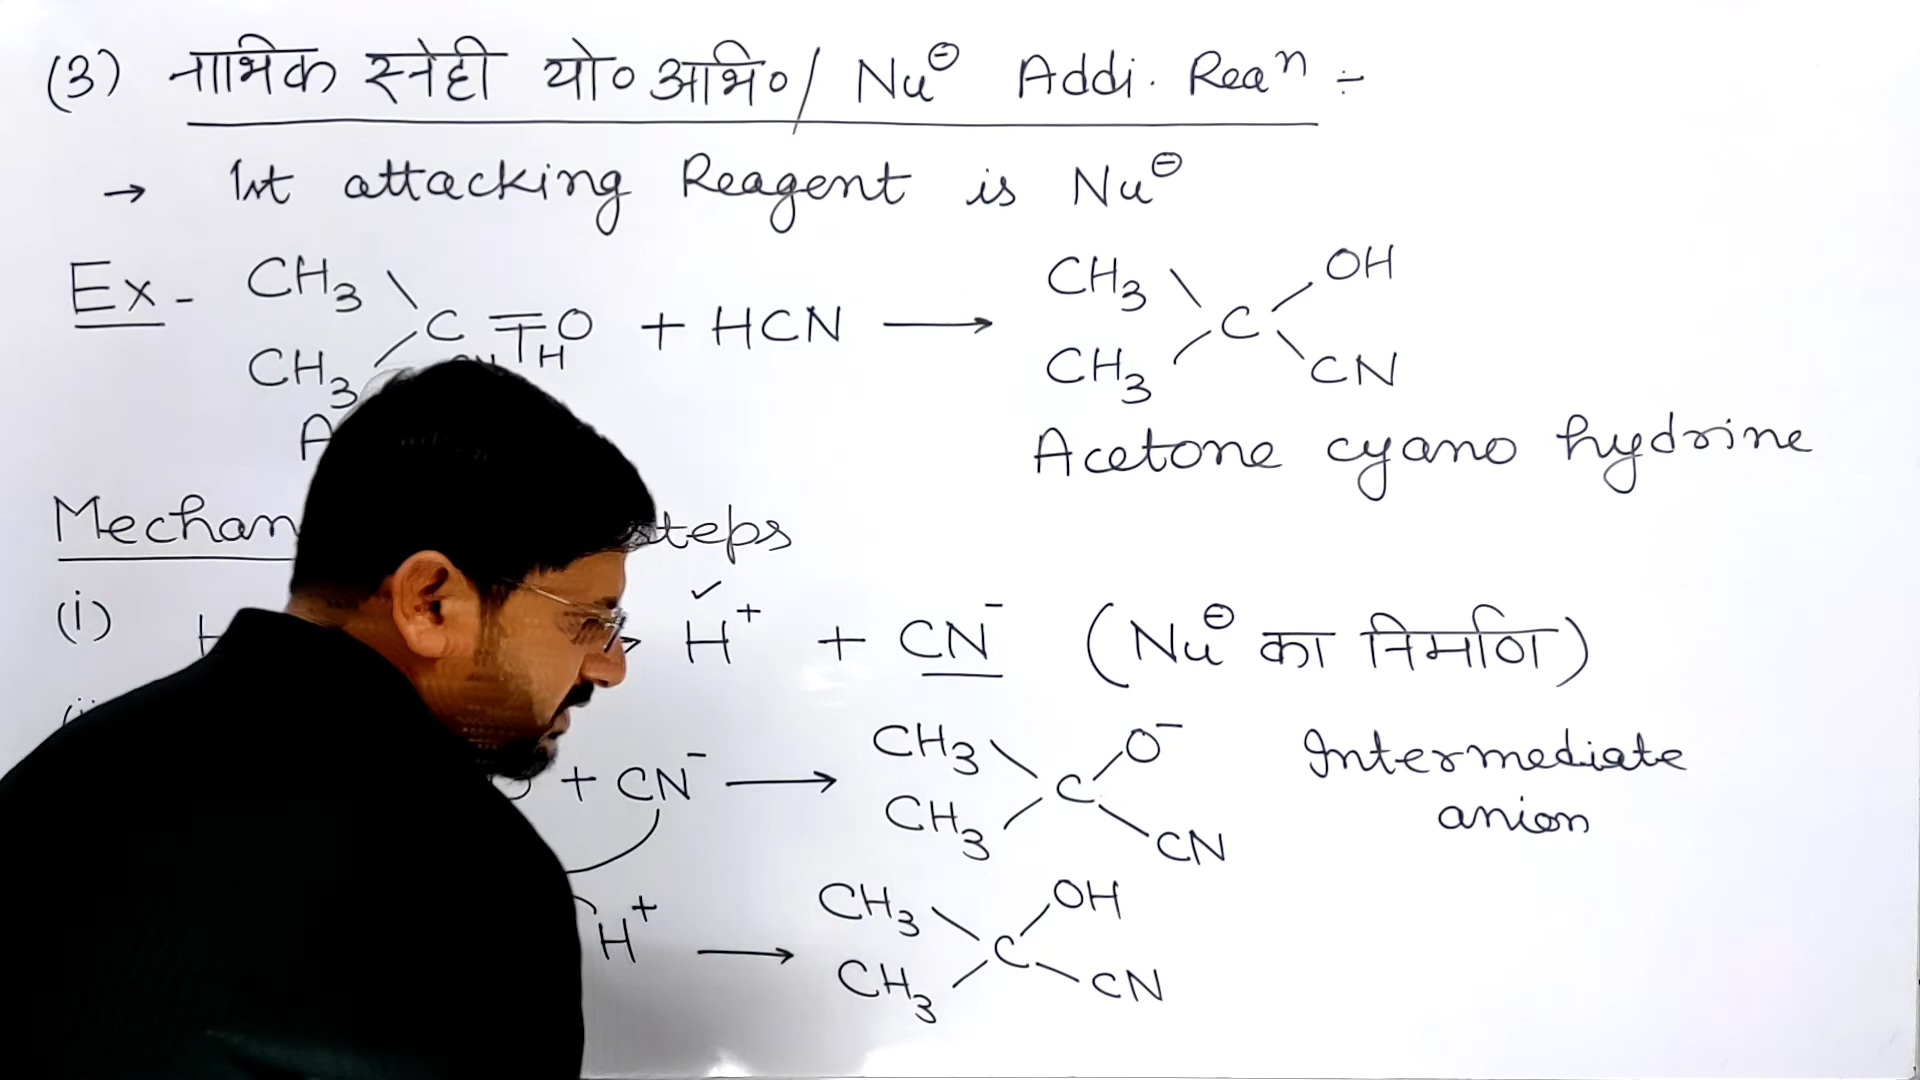 (3) नाभिक स्नेही यो० अभि० / Nu⊖ Addi. Reaⁿ ÷
→ 1st attacking Reagent is Nu⊖
Ex - CH3 CH3 C = O + HCN ⟶ CH3 CH3 C OH CN
H
Acetone cyano hydrine
steps
(i) H⁺ + CN⁻ (Nu⊖ का निर्माण)
+ CN⁻ ⟶ CH3 CH3 C O⁻ CN Intermediate
anion
H⁺ ⟶ CH3 CH3 C OH CN